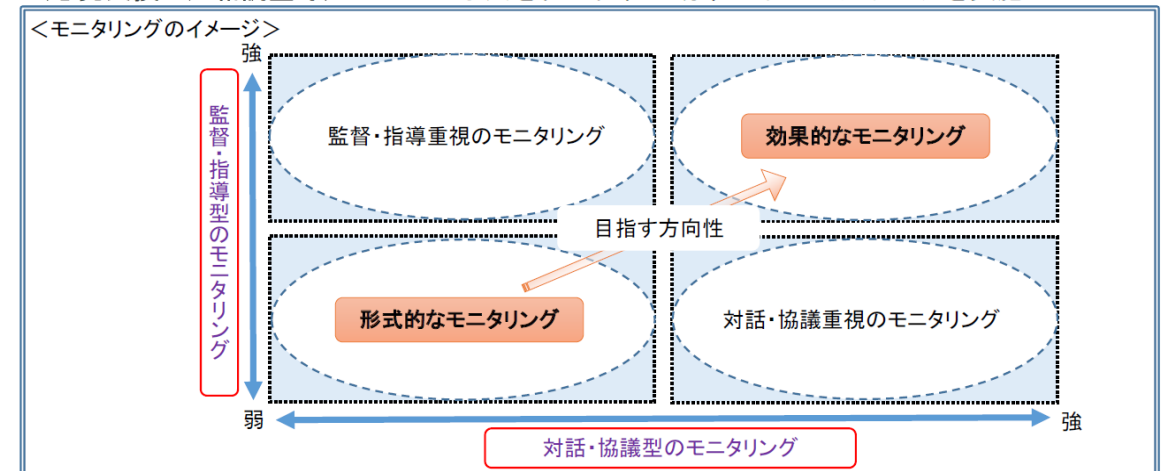 <モニタリングのイメージ>
強
監督・指導型のモニタリング
監督・指導重視のモニタリング
効果的なモニタリング
目指す方向性
形式的なモニタリング
対話・協議重視のモニタリング
弱
強
対話・協議型のモニタリング